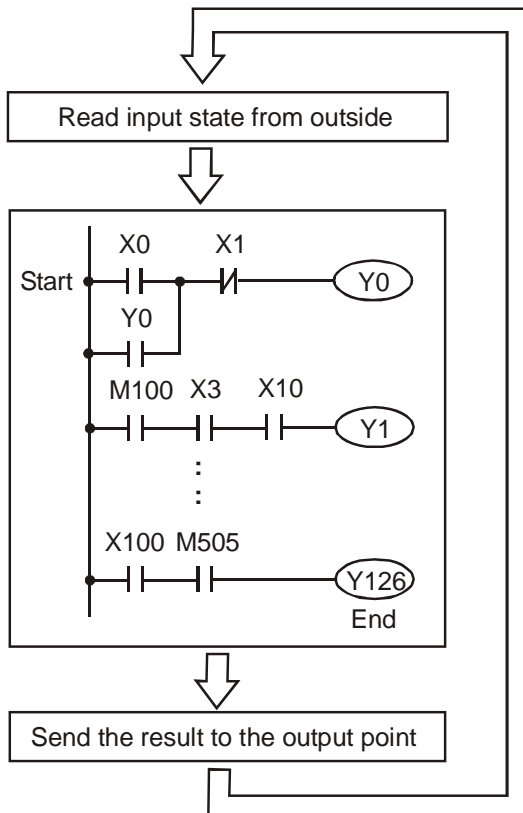 Read input state from outside
X0 X1
Start Y0
Y0
M100 X3 X10
Y1
X100 M505
Y126
End
Send the result to the output point